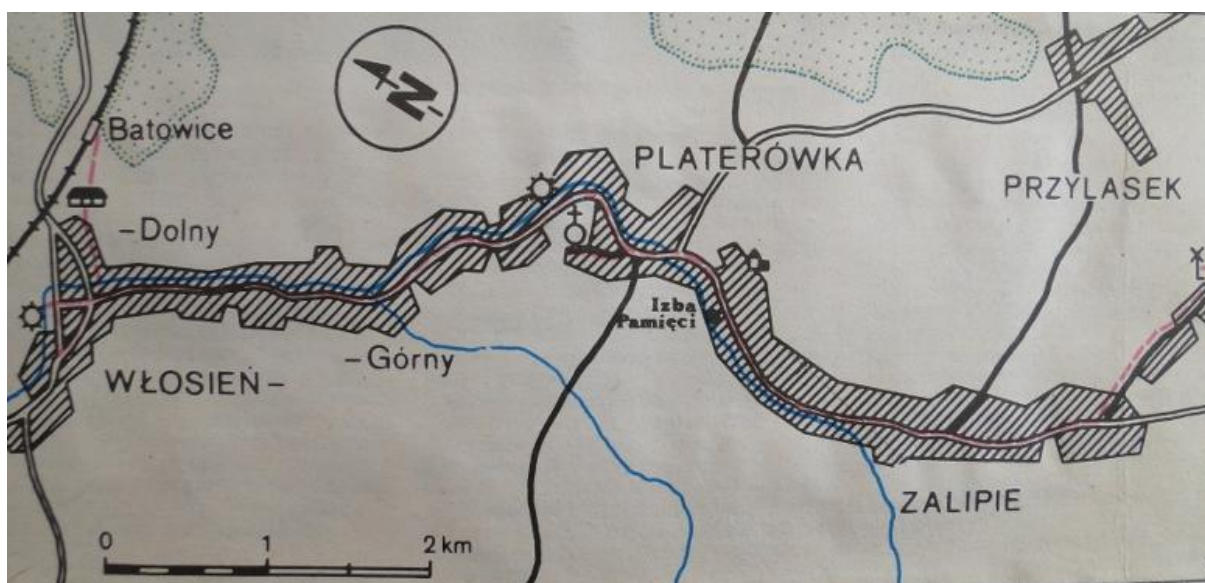 N
Batowice
PLATERÓWKA
PRZYLASEK
-Dolny
Izba
Pamięci
-Górny
WŁOSIEŃ-
ZALIPIE
0 1 2 km